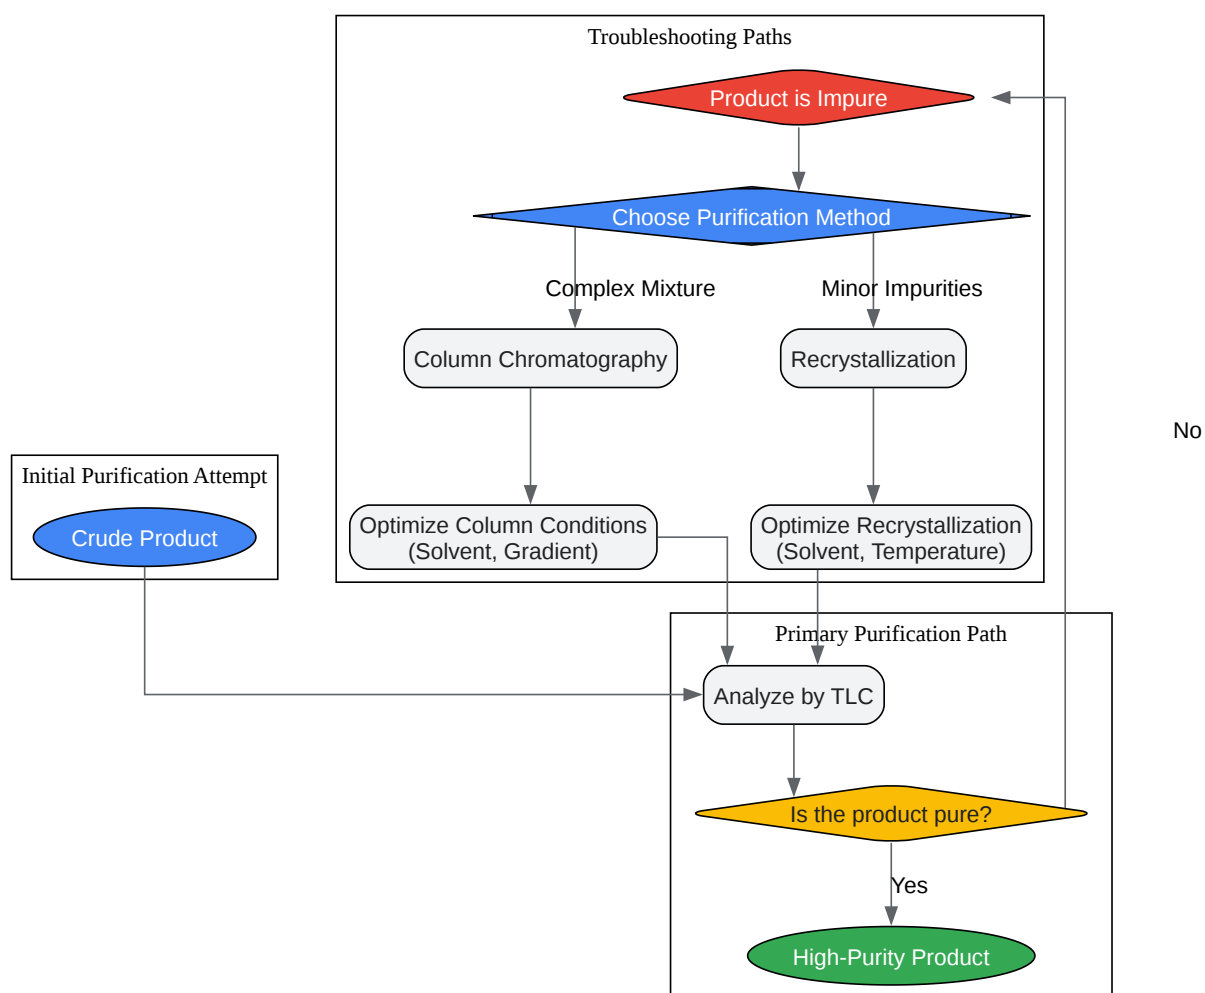 Troubleshooting Paths
Product is Impure
Choose Purification Method
Complex Mixture
Minor Impurities
Column Chromatography
Recrystallization
No
Initial Purification Attempt
Crude Product
Optimize Column Conditions
(Solvent, Gradient)
Optimize Recrystallization
(Solvent, Temperature)
Primary Purification Path
Analyze by TLC
Is the product pure?
Yes
High-Purity Product